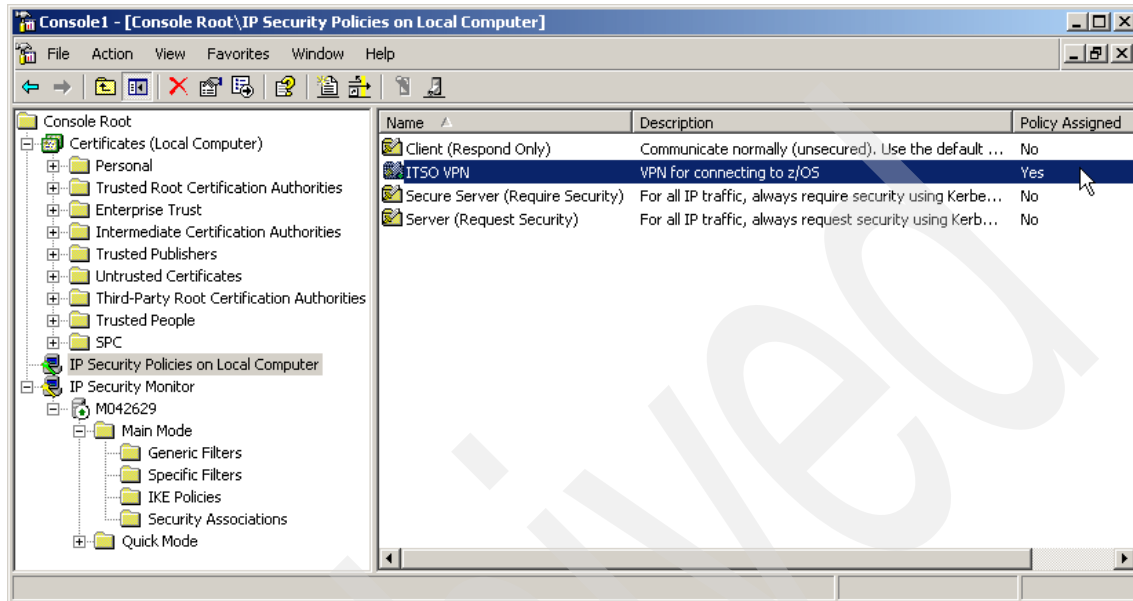 Console1 - [Console Root\IP Security Policies on Local Computer]
File Action View Favorites Window Help
Console Root
Certificates (Local Computer)
Personal
Trusted Root Certification Authorities
Enterprise Trust
Intermediate Certification Authorities
Trusted Publishers
Untrusted Certificates
Third-Party Root Certification Authorities
Trusted People
SPC
IP Security Policies on Local Computer
IP Security Monitor
M042629
Main Mode
Generic Filters
Specific Filters
IKE Policies
Security Associations
Quick Mode
Name Description Policy Assigned
Client (Respond Only) Communicate normally (unsecured). Use the default ... No
ITSO VPN VPN for connecting to z/OS Yes
Secure Server (Require Security) For all IP traffic, always require security using Kerbe... No
Server (Request Security) For all IP traffic, always request security using Kerb... No